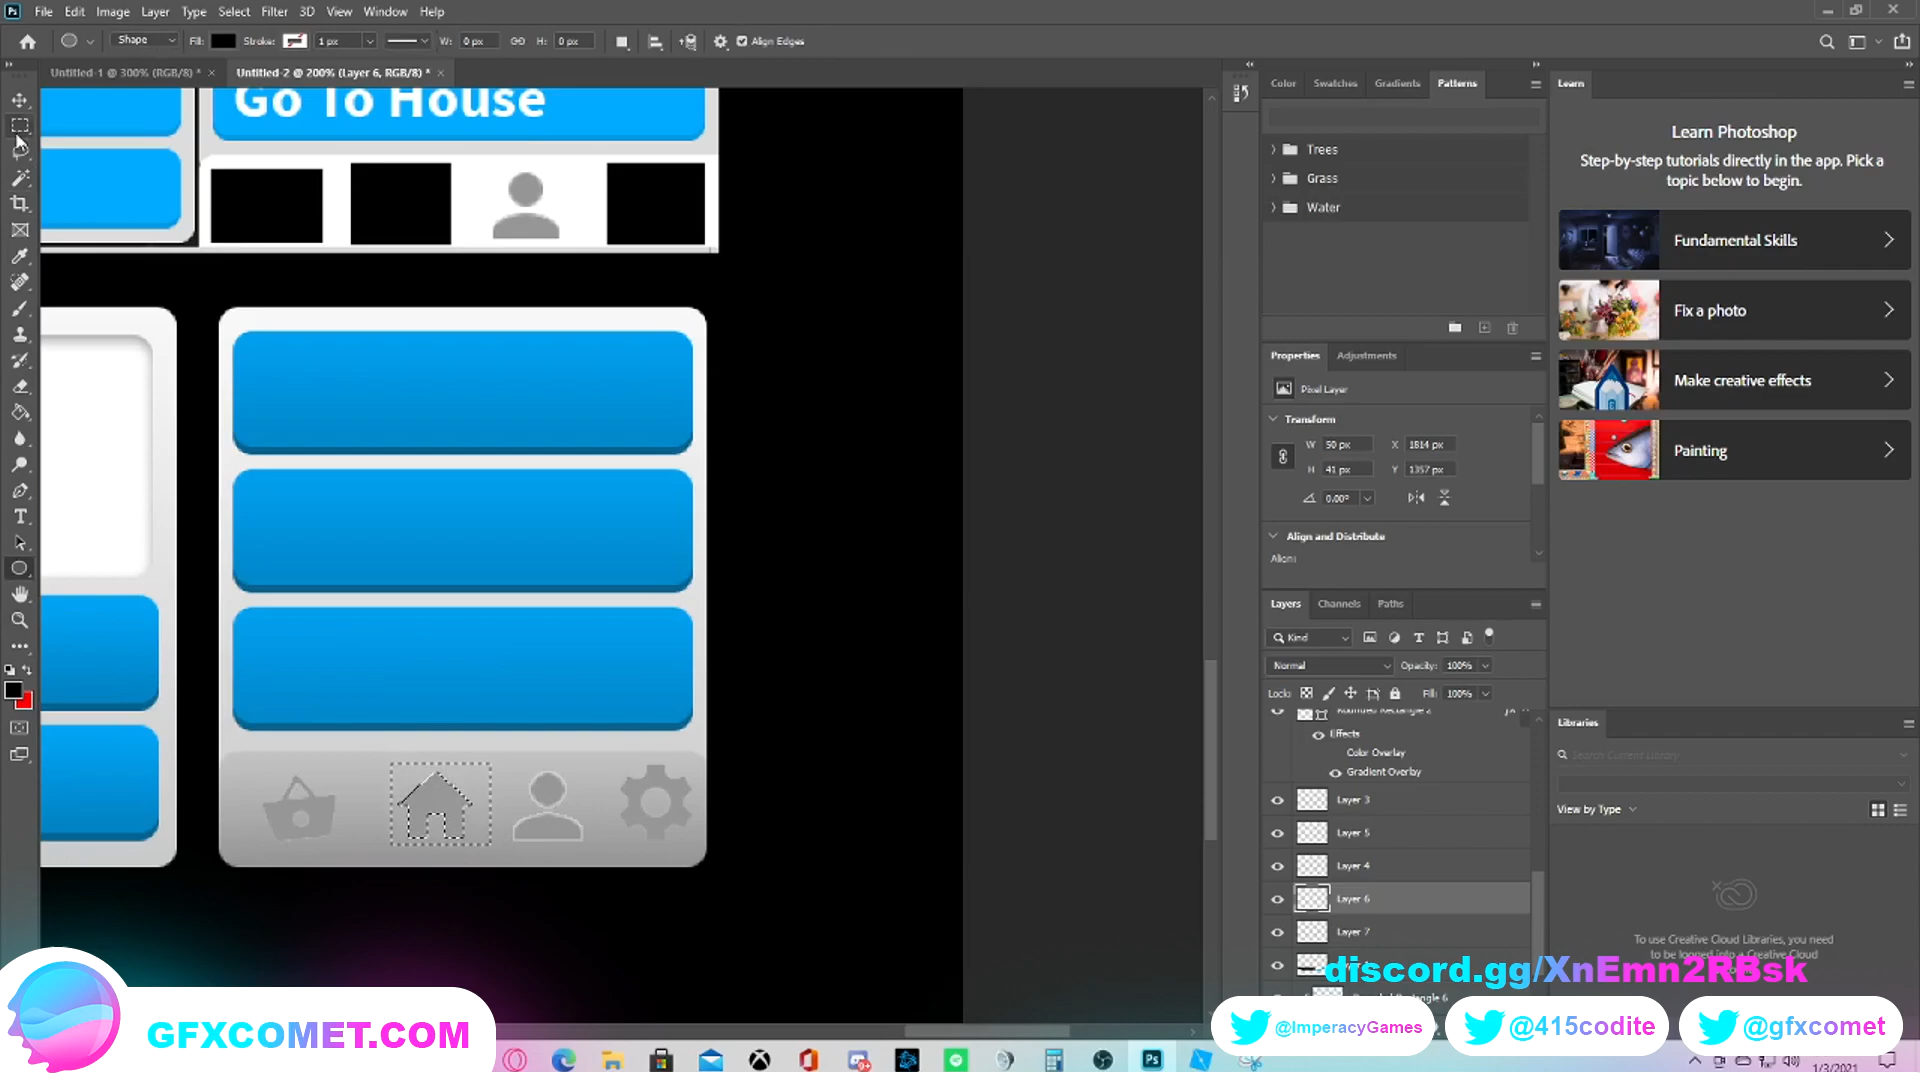 Ps File Edit Image Layer Type Select Filter 3D View Window Help
Shape Fill: Stroke: 1 px W: 0 px H: 0 px Align Edges
Untitled-1 @ 300% (RGB/8) * × Untitled-2 @ 200% (Layer 6, RGB/8) * ×
Color Swatches Gradients Patterns
Learn
Go To House
Trees
Grass
Water
Learn Photoshop
Step-by-step tutorials directly in the app. Pick a
topic below to begin.
Fundamental Skills
Fix a photo
Make creative effects
Painting
Properties Adjustments
Pixel Layer
Transform
W 50 px X 1814 px
H 41 px Y 1357 px
0.00°
Align and Distribute
Align:
Layers Channels Paths
Kind
Normal Opacity: 100%
Lock: Fill: 100%
Rounded Rectangle 2 fx
Effects
Color Overlay
Gradient Overlay
Layer 3
Layer 5
Layer 4
Layer 6
Layer 7
Libraries
Search Current Library
View by Type
To use Creative Cloud Libraries, you need
to be logged into a Creative Cloud
discord.gg/XnEmn2RBsk
GFXCOMET.COM
@ImperacyGames
@415codite
@gfxcomet
1/3/2021